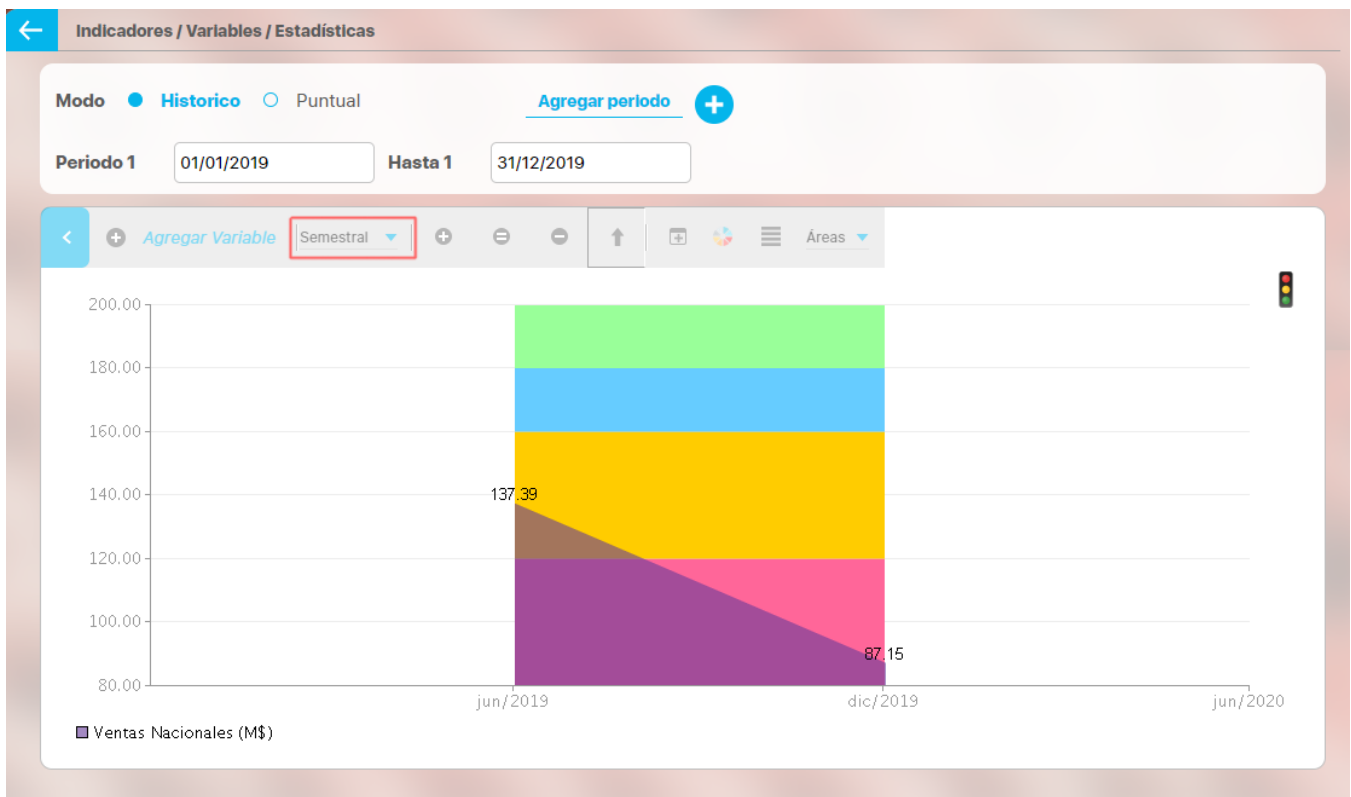 Indicadores / Variables / Estadísticas
Modo Historico Puntual Agregar periodo
Periodo 1 01/01/2019 Hasta 1 31/12/2019
Agregar Variable Semestral Áreas
200.00
180.00
160.00
140.00
137.39
120.00
100.00
87.15
80.00
jun/2019 dic/2019 jun/2020
Ventas Nacionales (M$)